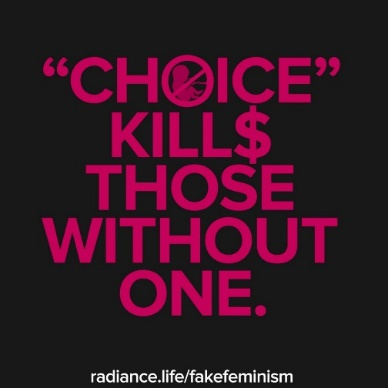 “CHOICE”
KILL$
THOSE
WITHOUT
ONE.
radiance.life/fakefeminism